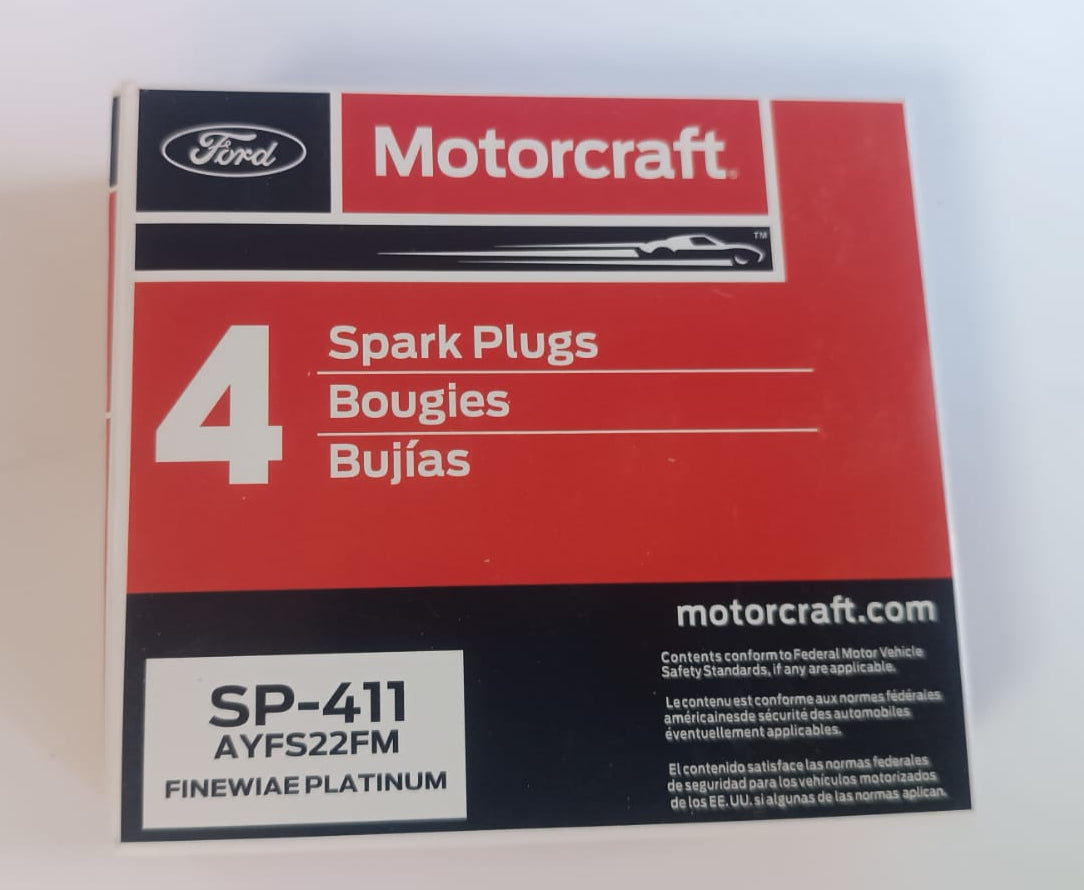 Ford
Motorcraft®
TM
4
Spark Plugs
Bougies
Bujías
motorcraft.com
Contents conform to Federal Motor Vehicle
Safety Standards, if any are applicable.
Le contenu est conforme aux normes fédérales
américainesde sécurité des automobiles
éventuellement applicables.
El contenido satisface las normas federales
de seguridad para los vehículos motorizados
de los EE. UU. si algunas de las normas aplican.
SP-411
AYFS22FM
FINEWIAE PLATINUM